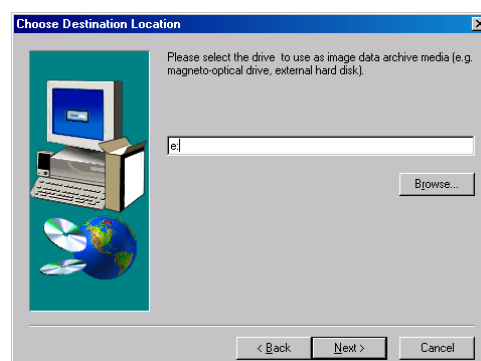 Choose Destination Location
Please select the drive to use as image data archive media (e.g.
magneto-optical drive, external hard disk).
e:
Browse...
< Back
Next >
Cancel